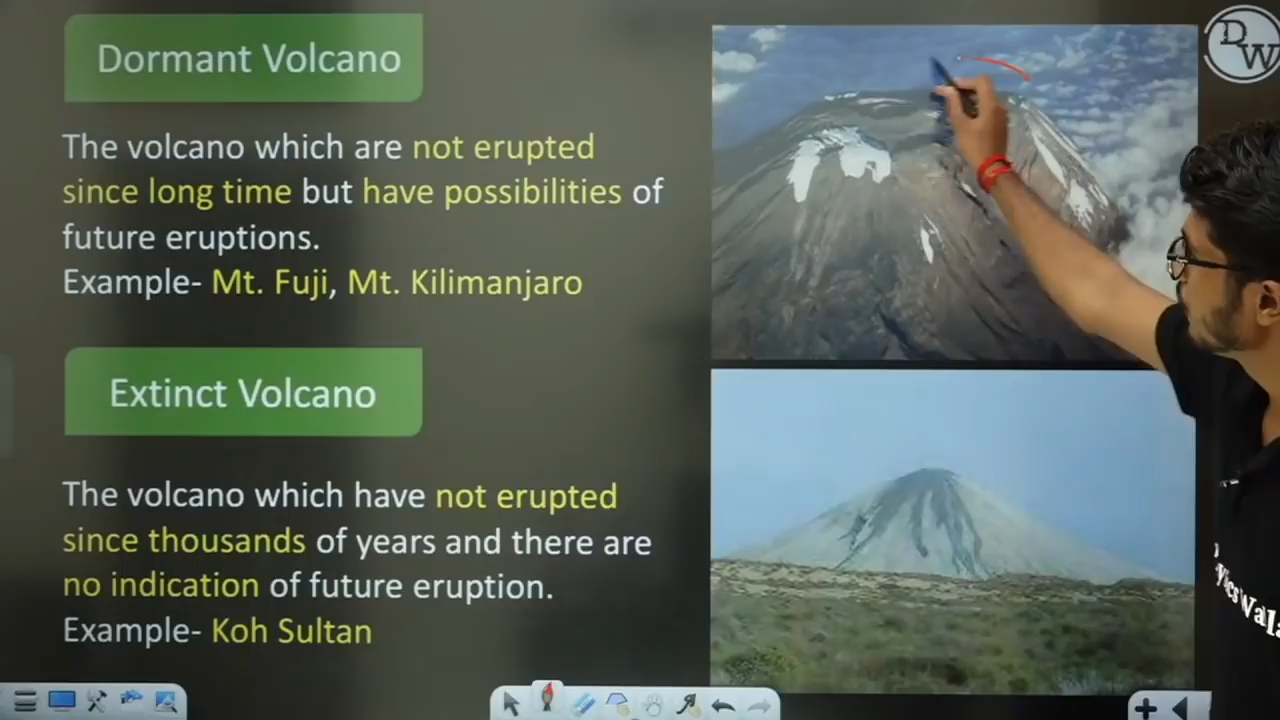 Dormant Volcano
The volcano which are not erupted
since long time but have possibilities of
future eruptions.
Example- Mt. Fuji, Mt. Kilimanjaro
Extinct Volcano
The volcano which have not erupted
since thousands of years and there are
no indication of future eruption.
Example- Koh Sultan
PW